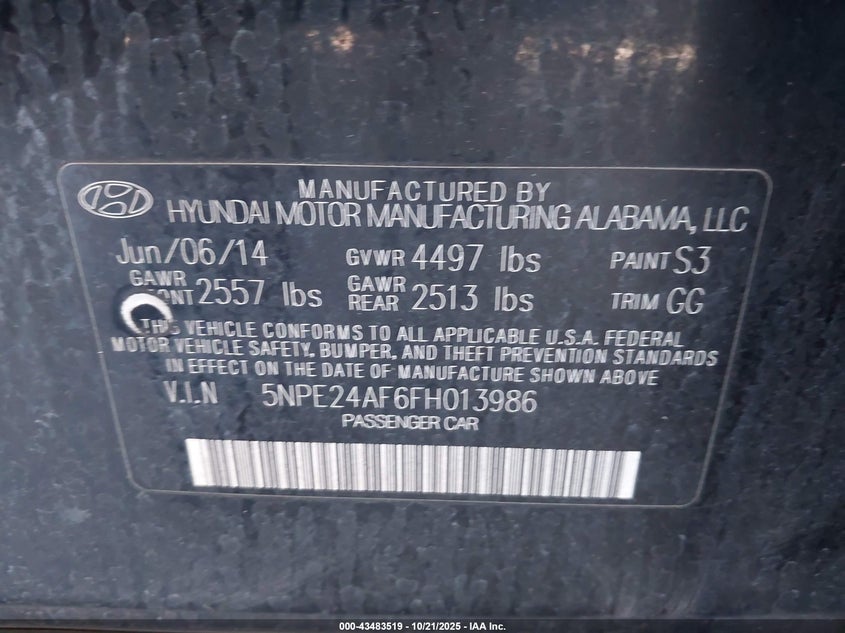 MANUFACTURED BY
HYUNDAI MOTOR MANUFACTURING ALABAMA, LLC
Jun/06/14 GVWR 4497 lbs PAINT S3
GAWR 2557 lbs GAWR REAR 2513 lbs TRIM GG
THIS VEHICLE CONFORMS TO ALL APPLICABLE U.S.A. FEDERAL
MOTOR VEHICLE SAFETY, BUMPER, AND THEFT PREVENTION STANDARDS
IN EFFECT ON THE DATE OF MANUFACTURE SHOWN ABOVE
V.I.N 5NPE24AF6FH013986
PASSENGER CAR
000-43483519 - 10/21/2025 - IAA Inc.